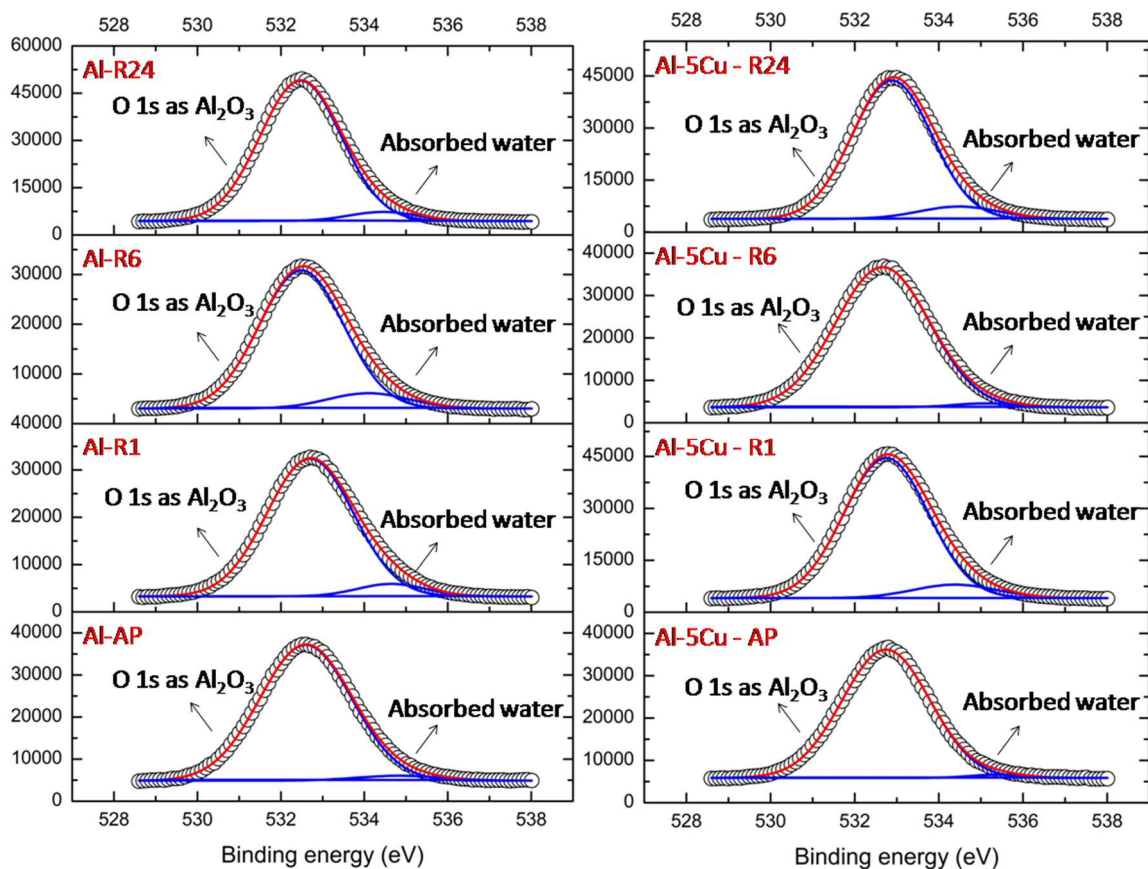 528 530 532 534 536 538
60000
45000
30000
15000
0
Al-R24
O 1s as Al₂O₃
Absorbed water
30000
20000
10000
40000
Al-R6
O 1s as Al₂O₃
Absorbed water
30000
20000
10000
0
Al-R1
O 1s as Al₂O₃
Absorbed water
40000
30000
20000
10000
0
Al-AP
O 1s as Al₂O₃
Absorbed water
528 530 532 534 536 538
Binding energy (eV)
528 530 532 534 536 538
45000
30000
15000
0
Al-5Cu - R24
O 1s as Al₂O₃
Absorbed water
40000
30000
20000
10000
0
Al-5Cu - R6
O 1s as Al₂O₃
Absorbed water
45000
30000
15000
0
Al-5Cu - R1
O 1s as Al₂O₃
Absorbed water
40000
30000
20000
10000
0
Al-5Cu - AP
O 1s as Al₂O₃
Absorbed water
528 530 532 534 536 538
Binding energy (eV)